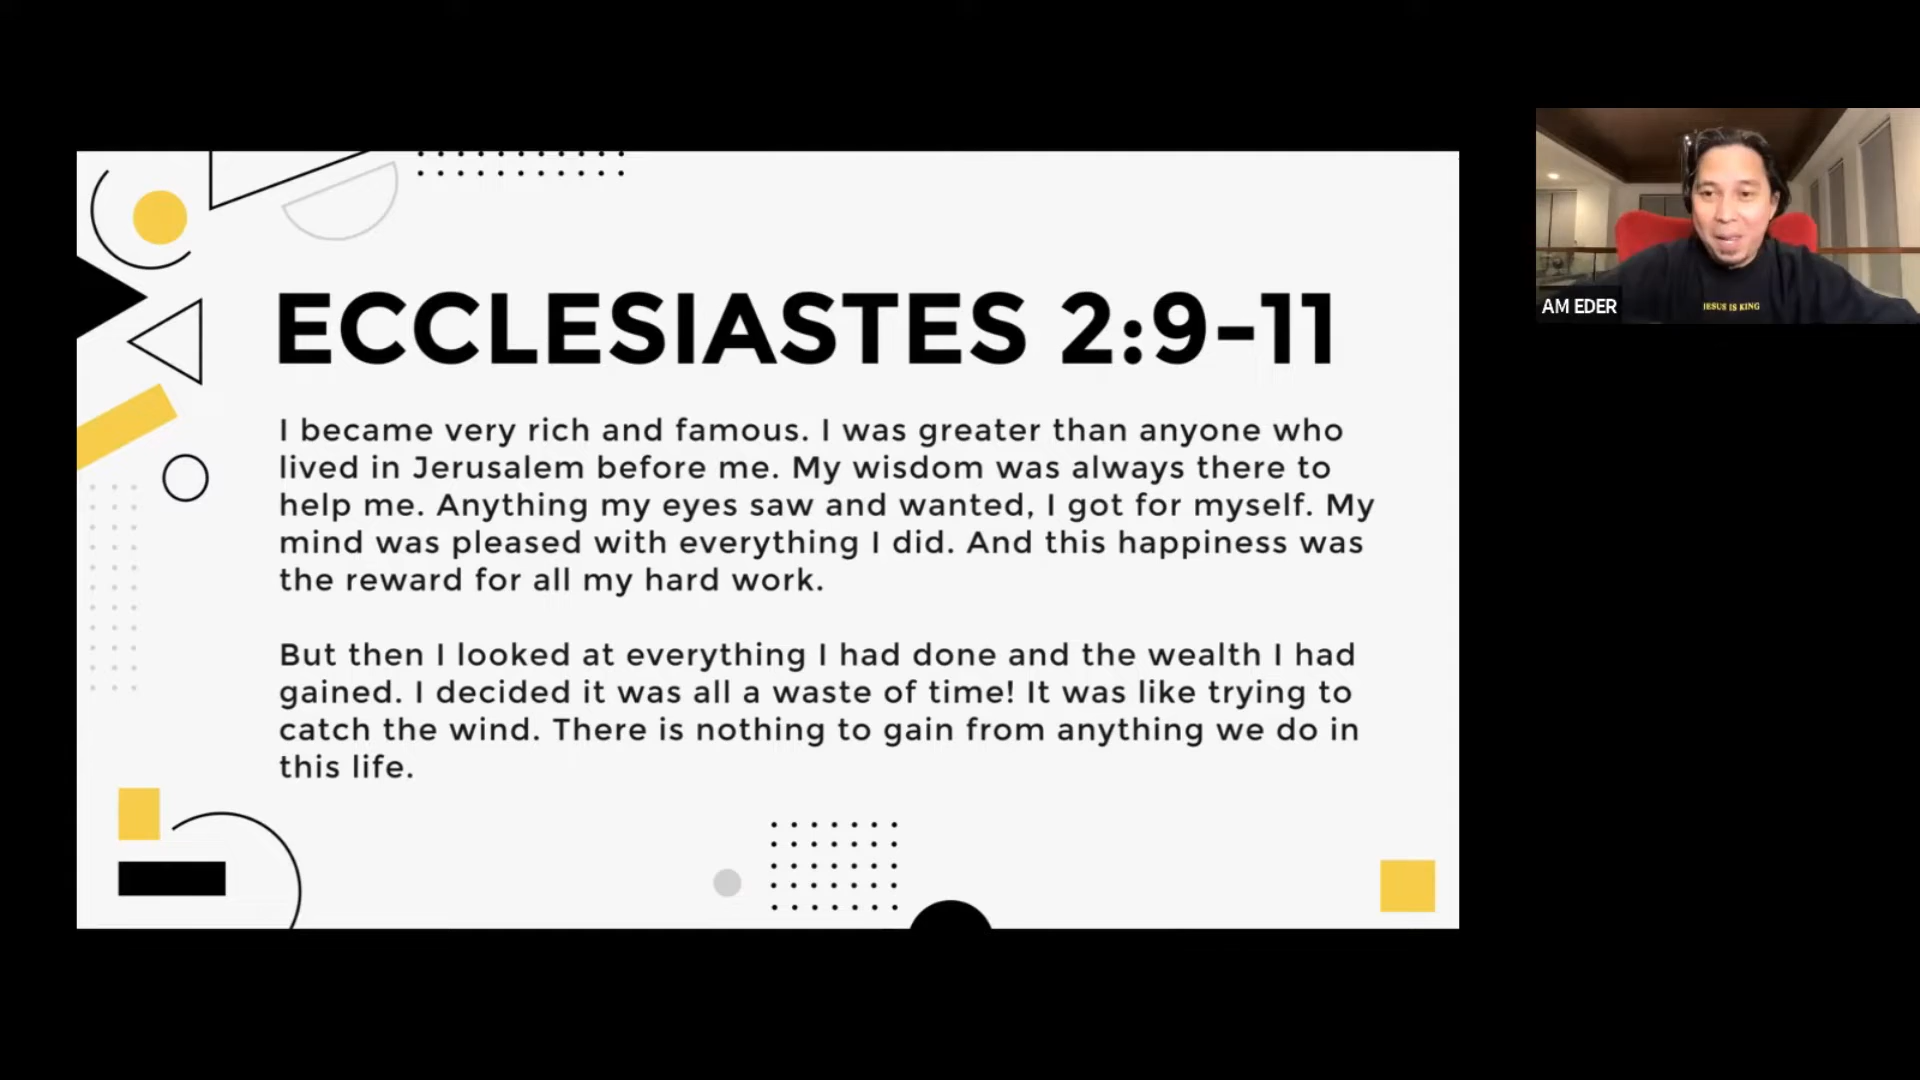 ECCLESIASTES 2:9-11
I became very rich and famous. I was greater than anyone who
lived in Jerusalem before me. My wisdom was always there to
help me. Anything my eyes saw and wanted, I got for myself. My
mind was pleased with everything I did. And this happiness was
the reward for all my hard work.
But then I looked at everything I had done and the wealth I had
gained. I decided it was all a waste of time! It was like trying to
catch the wind. There is nothing to gain from anything we do in
this life.
JESUS IS KING
AM EDER